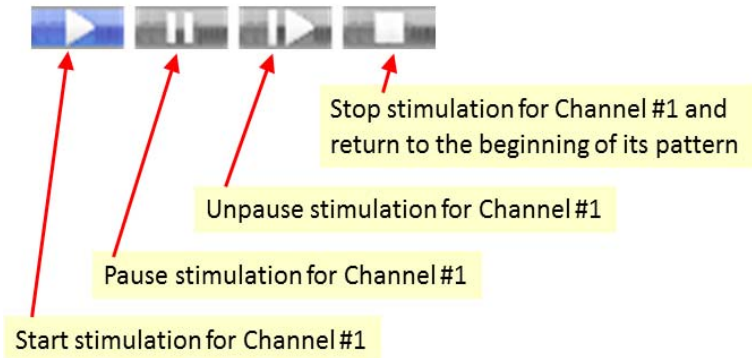 Stop stimulation for Channel #1 and
return to the beginning of its pattern
Unpause stimulation for Channel #1
Pause stimulation for Channel #1
Start stimulation for Channel #1